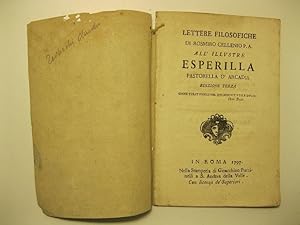 LETTERE FILOSOFICHE
DI ROSMIRO CELLENIO P. A.
ALL' ILLUSTRE
ESPERILLA
PASTORELLA D' ARCADIA
EDIZIONE TERZA
IN ROMA 1797.
Nella Stamperia di Gioacchino Puccinelli
a S. Andrea della Valle.
Con licenza de' Superiori.